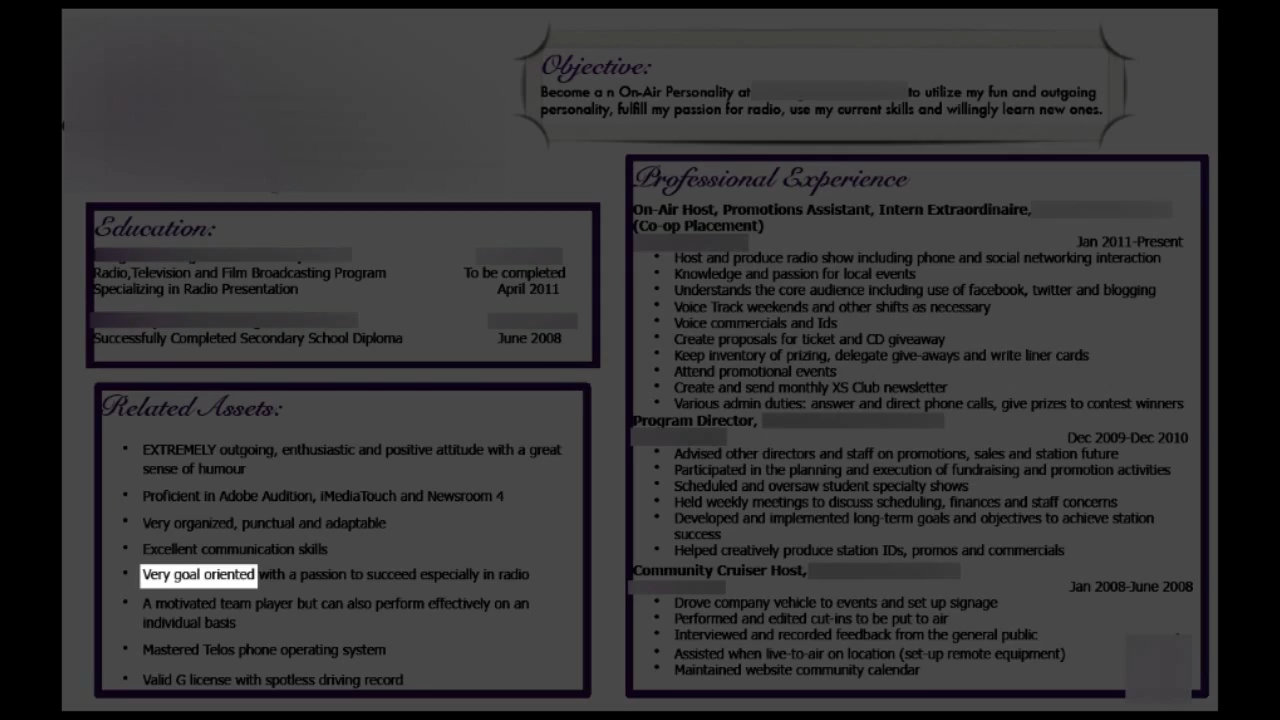 Objective:
Become a n On-Air Personality at to utilize my fun and outgoing
personality, fulfill my passion for radio, use my current skills and willingly learn new ones.
Education:
Radio,Television and Film Broadcasting Program To be completed
Specializing in Radio Presentation April 2011
Successfully Completed Secondary School Diploma June 2008
Related Assets:
• EXTREMELY outgoing, enthusiastic and positive attitude with a great
sense of humour
• Proficient in Adobe Audition, iMediaTouch and Newsroom 4
• Very organized, punctual and adaptable
• Excellent communication skills
• Very goal oriented with a passion to succeed especially in radio
• A motivated team player but can also perform effectively on an
individual basis
• Mastered Telos phone operating system
• Valid G license with spotless driving record
Professional Experience
On-Air Host, Promotions Assistant, Intern Extraordinaire,
(Co-op Placement)
Jan 2011-Present
• Host and produce radio show including phone and social networking interaction
• Knowledge and passion for local events
• Understands the core audience including use of facebook, twitter and blogging
• Voice Track weekends and other shifts as necessary
• Voice commercials and Ids
• Create proposals for ticket and CD giveaway
• Keep inventory of prizing, delegate give-aways and write liner cards
• Attend promotional events
• Create and send monthly XS Club newsletter
• Various admin duties: answer and direct phone calls, give prizes to contest winners
Program Director,
Dec 2009-Dec 2010
• Advised other directors and staff on promotions, sales and station future
• Participated in the planning and execution of fundraising and promotion activities
• Scheduled and oversaw student specialty shows
• Held weekly meetings to discuss scheduling, finances and staff concerns
• Developed and implemented long-term goals and objectives to achieve station
success
• Helped creatively produce station IDs, promos and commercials
Community Cruiser Host,
Jan 2008-June 2008
• Drove company vehicle to events and set up signage
• Performed and edited cut-ins to be put to air
• Interviewed and recorded feedback from the general public
• Assisted when live-to-air on location (set-up remote equipment)
• Maintained website community calendar